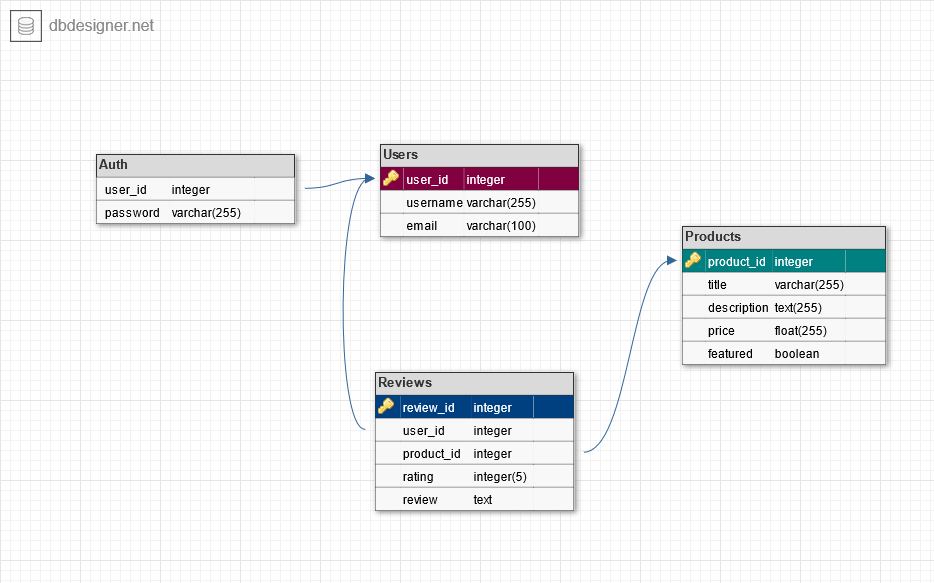 dbdesigner.net
Auth
user_id integer
password varchar(255)
Users
user_id integer
username varchar(255)
email varchar(100)
Products
product_id integer
title varchar(255)
description text(255)
price float(255)
featured boolean
Reviews
review_id integer
user_id integer
product_id integer
rating integer(5)
review text